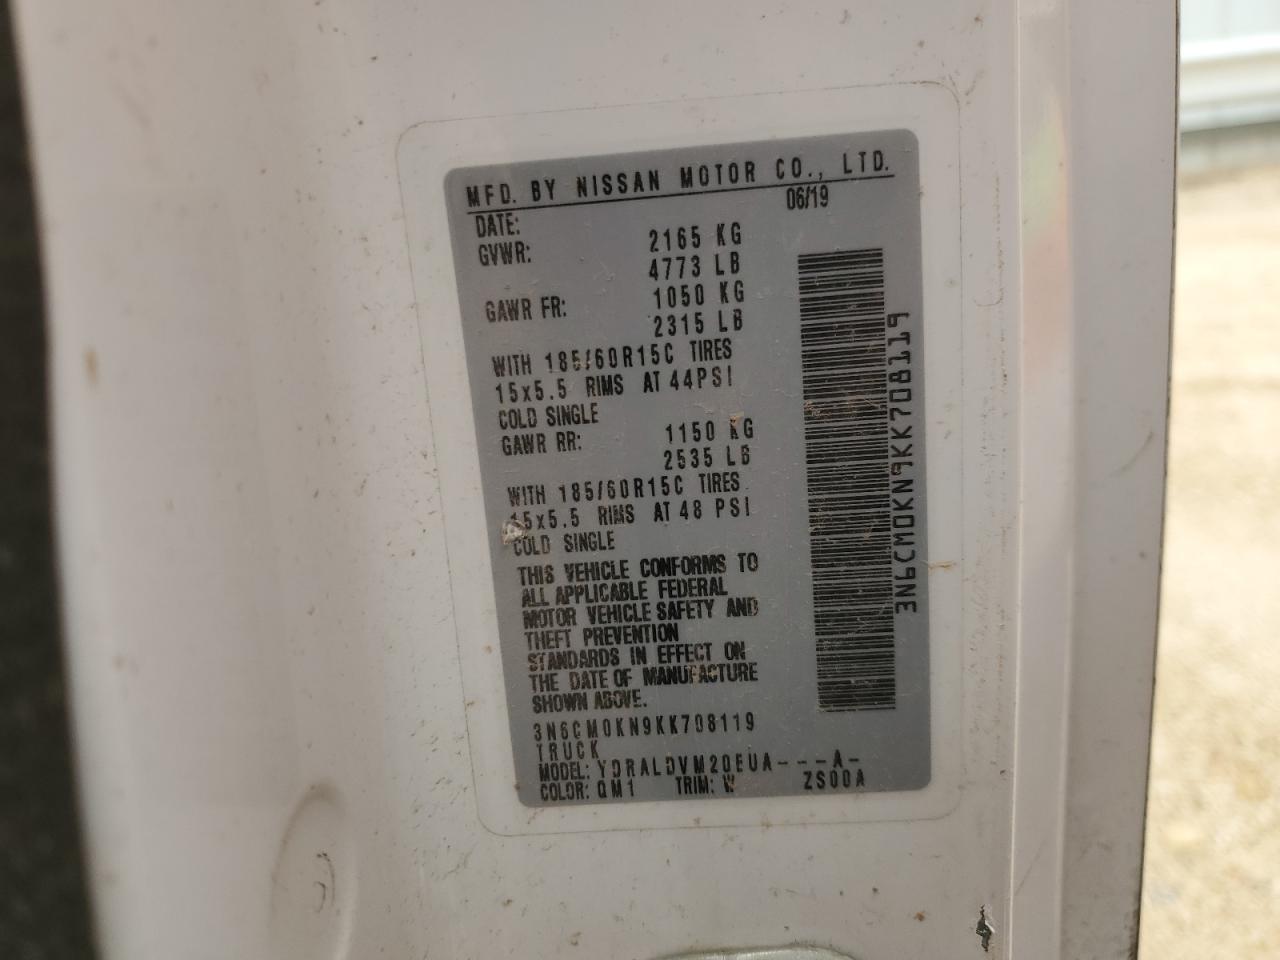 MFD. BY NISSAN MOTOR CO., LTD.
DATE: 06/19
GVWR: 2165 KG
4773 LB
GAWR FR: 1050 KG
2315 LB
WITH 185/60R15C TIRES
15x5.5 RIMS AT 44PSI
COLD SINGLE
GAWR RR: 1150 KG
2535 LB
WITH 185/60R15C TIRES
15x5.5 RIMS AT 48 PSI
COLD SINGLE
THIS VEHICLE CONFORMS TO
ALL APPLICABLE FEDERAL
MOTOR VEHICLE SAFETY AND
THEFT PREVENTION
STANDARDS IN EFFECT ON
THE DATE OF MANUFACTURE
SHOWN ABOVE.
3N6CM0KN9KK708119
TRUCK
MODEL: YDRALDVM20EUA---A-
COLOR: QM1 TRIM: W ZS00A
3N6CM0KN9KK708119